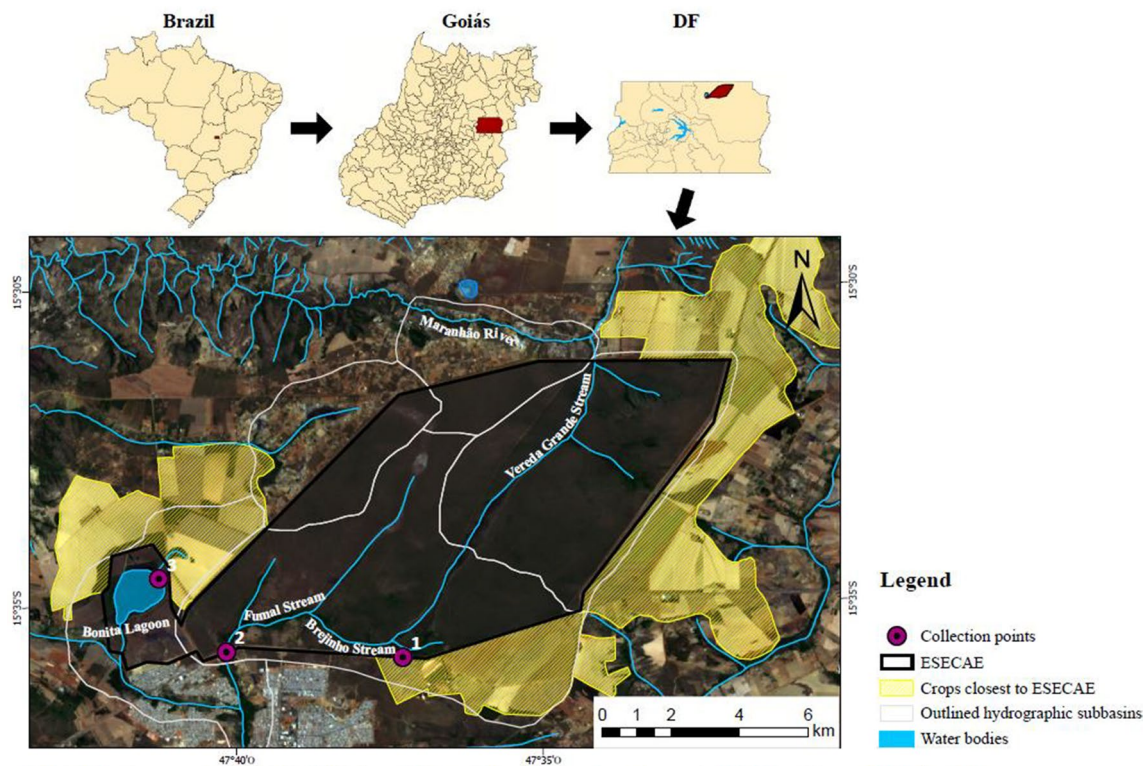 Brazil
Goiás
DF
15°30'S
15°30'S
N
Maranhão River
Vereda Grande Stream
3
15°35'S
15°35'S
Bonita Lagoon
Fumal Stream
Brejinho Stream
2
1
0 1 2 4 6
km
47°40'
47°35'
Legend
Collection points
ESECAE
Crops closest to ESECAE
Outlined hydrographic subbasins
Water bodies